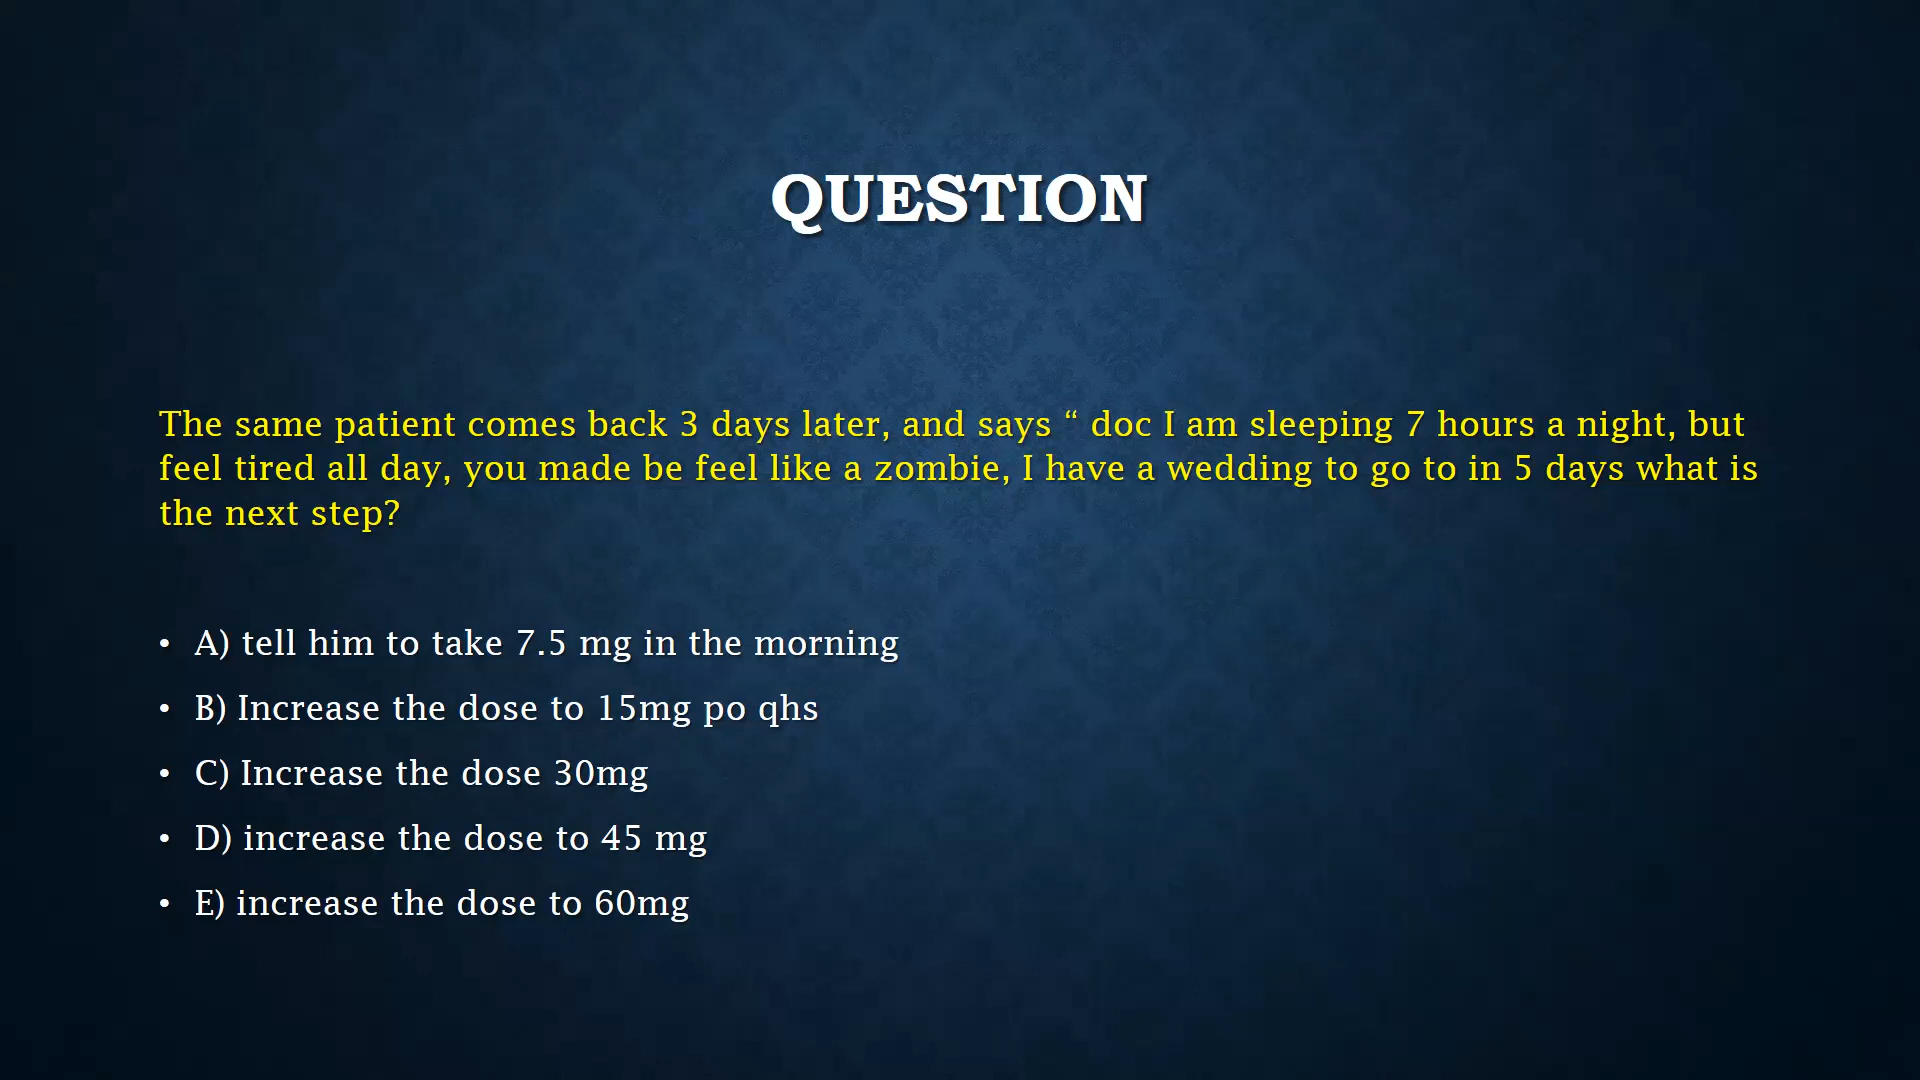 QUESTION
The same patient comes back 3 days later, and says “ doc I am sleeping 7 hours a night, but
feel tired all day, you made be feel like a zombie, I have a wedding to go to in 5 days what is
the next step?
• A) tell him to take 7.5 mg in the morning
• B) Increase the dose to 15mg po qhs
• C) Increase the dose 30mg
• D) increase the dose to 45 mg
• E) increase the dose to 60mg